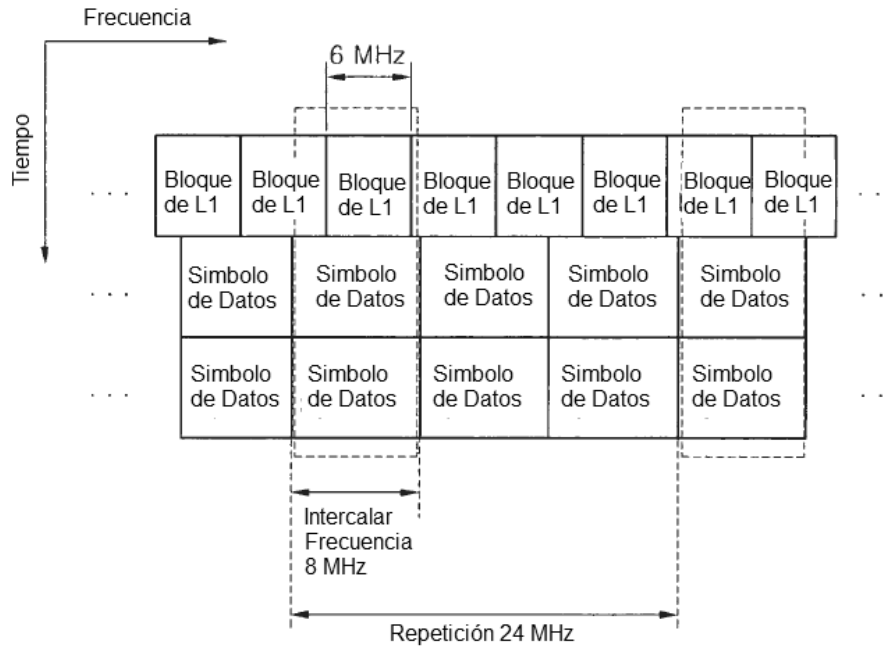 Frecuencia
6 MHz
Tiempo
. . . Bloque Bloque Bloque Bloque Bloque Bloque Bloque Bloque . . .
de L1 de L1 de L1 de L1 de L1 de L1 de L1 de L1
. . . Simbolo Simbolo Simbolo Simbolo Simbolo . . .
de Datos de Datos de Datos de Datos de Datos
. . . Simbolo Simbolo Simbolo Simbolo Simbolo . . .
de Datos de Datos de Datos de Datos de Datos
Intercalar
Frecuencia
8 MHz
Repetición 24 MHz